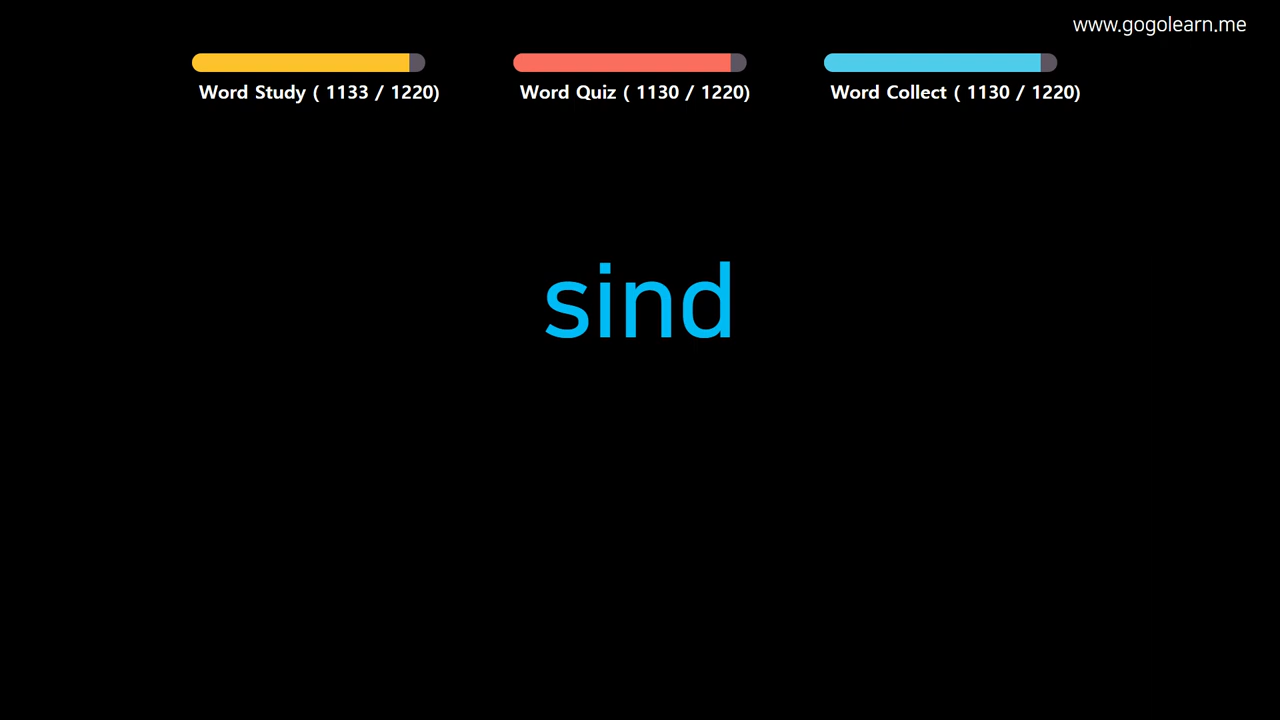 www.gogolearn.me
Word Study ( 1133 / 1220)
Word Quiz ( 1130 / 1220)
Word Collect ( 1130 / 1220)
sind